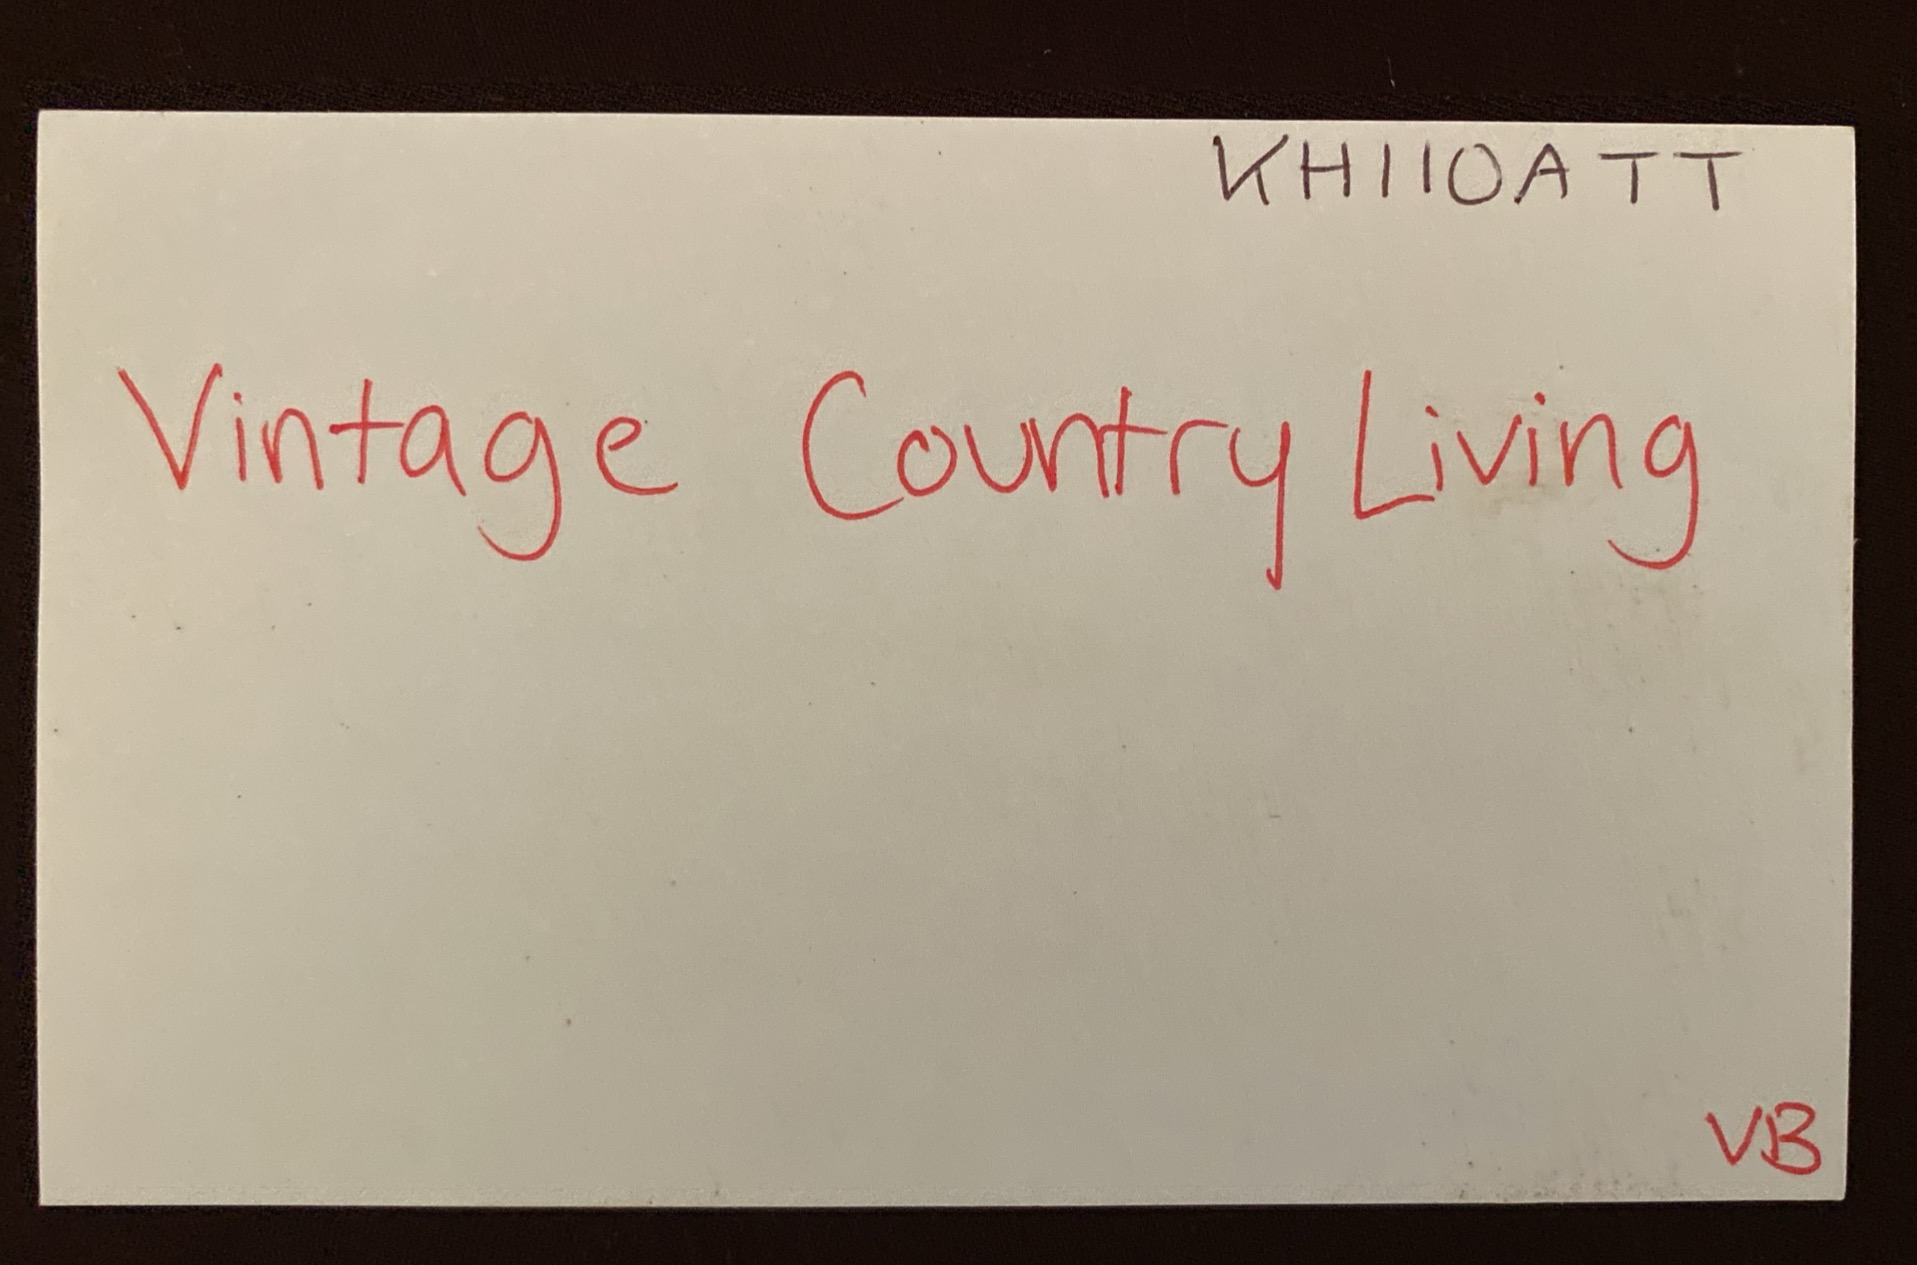 KH110ATT
Vintage Country Living
VB